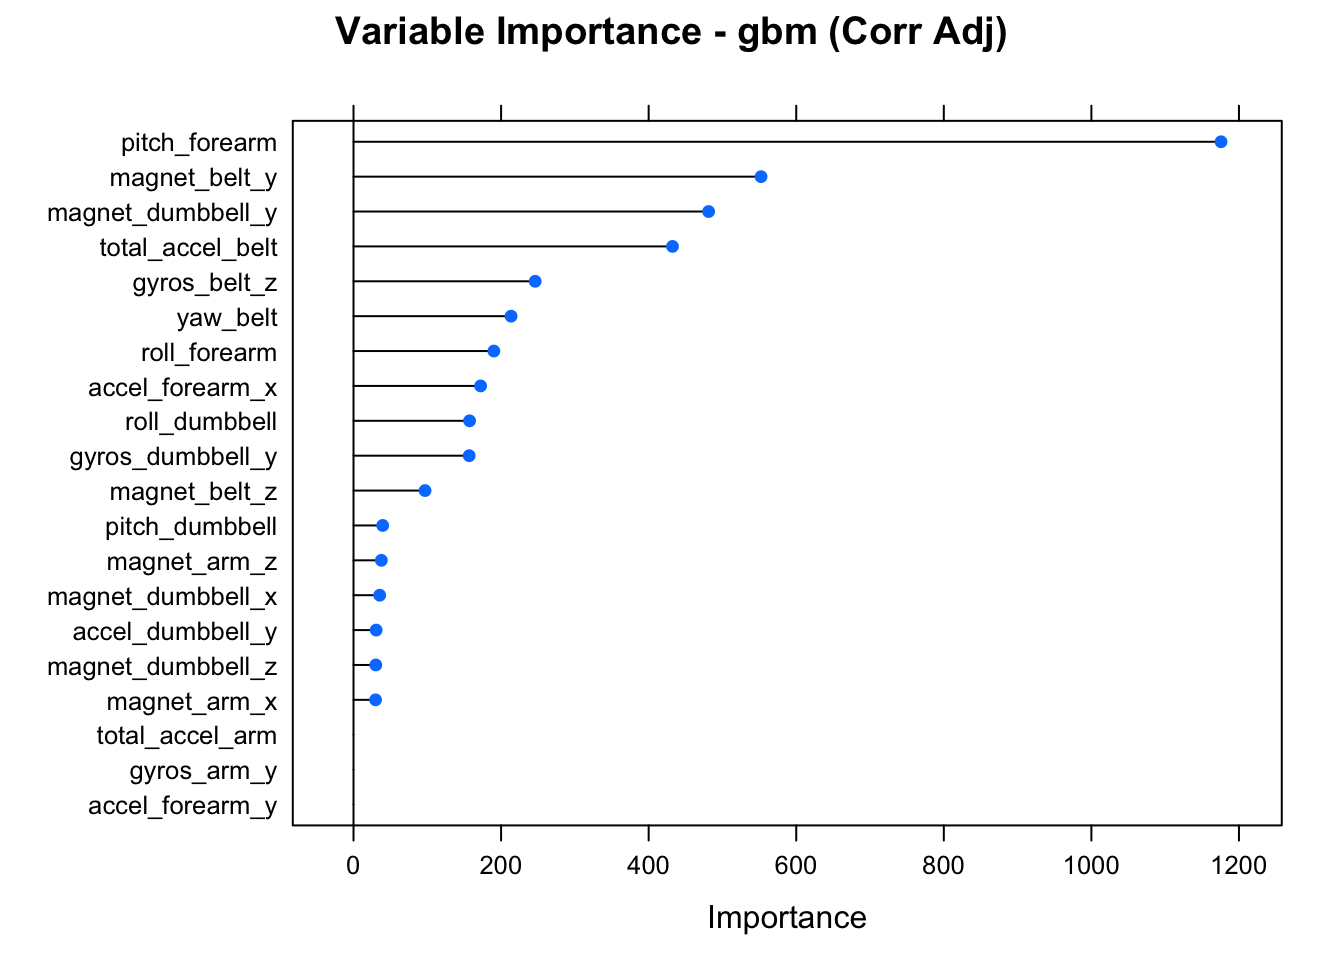 Variable Importance - gbm (Corr Adj)
pitch_forearm
magnet_belt_y
magnet_dumbbell_y
total_accel_belt
gyros_belt_z
yaw_belt
roll_forearm
accel_forearm_x
roll_dumbbell
gyros_dumbbell_y
magnet_belt_z
pitch_dumbbell
magnet_arm_z
magnet_dumbbell_x
accel_dumbbell_y
magnet_dumbbell_z
magnet_arm_x
total_accel_arm
gyros_arm_y
accel_forearm_y
0 200 400 600 800 1000 1200
Importance